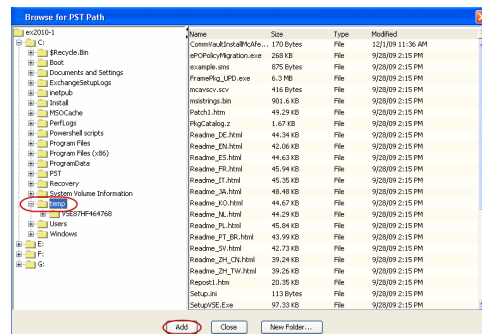 Browse for PST Path
ex2010-1
C:
$Recycle.Bin
Boot
Documents and Settings
ExchangeSetupLogs
inetpub
Install
MSOCache
PerfLogs
Powershell scripts
Program Files
Program Files (x86)
ProgramData
PST
Recovery
System Volume Information
temp
VSE87HF464768
Users
Windows
E:
F:
G:
Name Size Type Modified
CommVaultInstallMcAfe... 170 Bytes File 12/1/09 11:36 AM
ePOPolicyMigration.exe 268 KB File 9/28/09 2:15 PM
example.sms 875 Bytes File 9/28/09 2:15 PM
FramePkg_UPD.exe 6.3 MB File 9/28/09 2:15 PM
mcavscv.scv 416 Bytes File 9/28/09 2:15 PM
msistrings.bin 901.6 KB File 9/28/09 2:15 PM
Patch1.htm 49.29 KB File 9/28/09 2:15 PM
PkgCatalog.z 1.67 KB File 9/28/09 2:15 PM
Readme_DE.html 44.34 KB File 9/28/09 2:15 PM
Readme_EN.html 42.06 KB File 9/28/09 2:15 PM
Readme_ES.html 44.63 KB File 9/28/09 2:15 PM
Readme_FR.html 45.94 KB File 9/28/09 2:15 PM
Readme_IT.html 45.35 KB File 9/28/09 2:15 PM
Readme_JA.html 48.48 KB File 9/28/09 2:15 PM
Readme_KO.html 44.67 KB File 9/28/09 2:15 PM
Readme_NL.html 44.29 KB File 9/28/09 2:15 PM
Readme_PL.html 45.84 KB File 9/28/09 2:15 PM
Readme_PT_BR.html 43.99 KB File 9/28/09 2:15 PM
Readme_SV.html 42.73 KB File 9/28/09 2:15 PM
Readme_ZH_CN.html 39.24 KB File 9/28/09 2:15 PM
Readme_ZH_TW.html 39.26 KB File 9/28/09 2:15 PM
Repost1.htm 20.35 KB File 9/28/09 2:15 PM
Setup.ini 113 Bytes File 9/28/09 2:15 PM
SetupVSE.Exe 97.33 KB File 9/28/09 2:15 PM
Add Close New Folder...